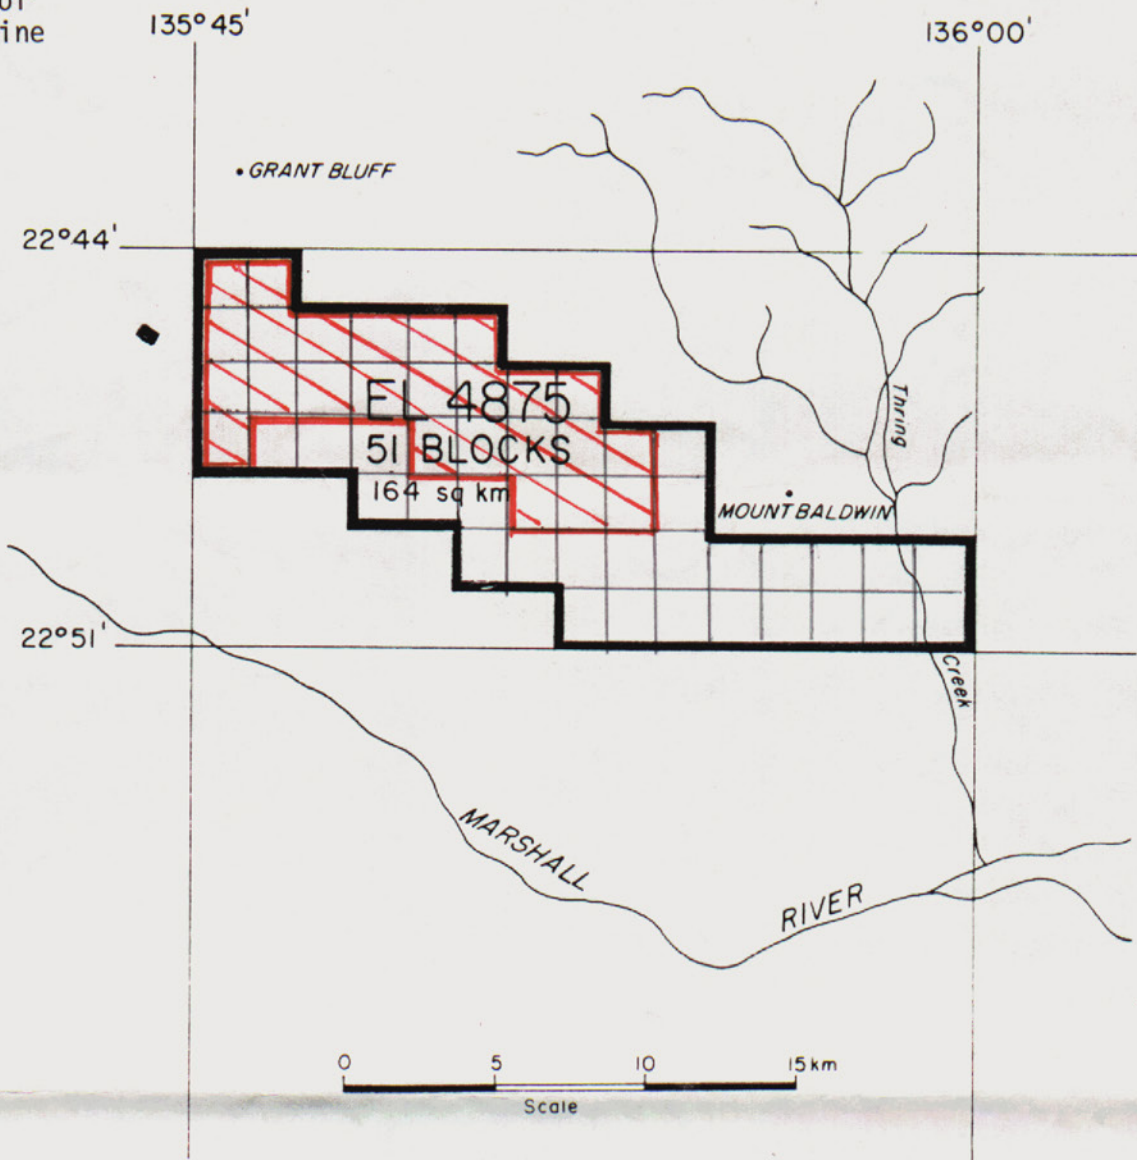 135°45'
136°00'
GRANT BLUFF
22°44'
EL 4875
51 BLOCKS
164 sq km
Thring
MOUNT BALDWIN
22°51'
Creek
MARSHALL
RIVER
0 5 10 15km
Scale